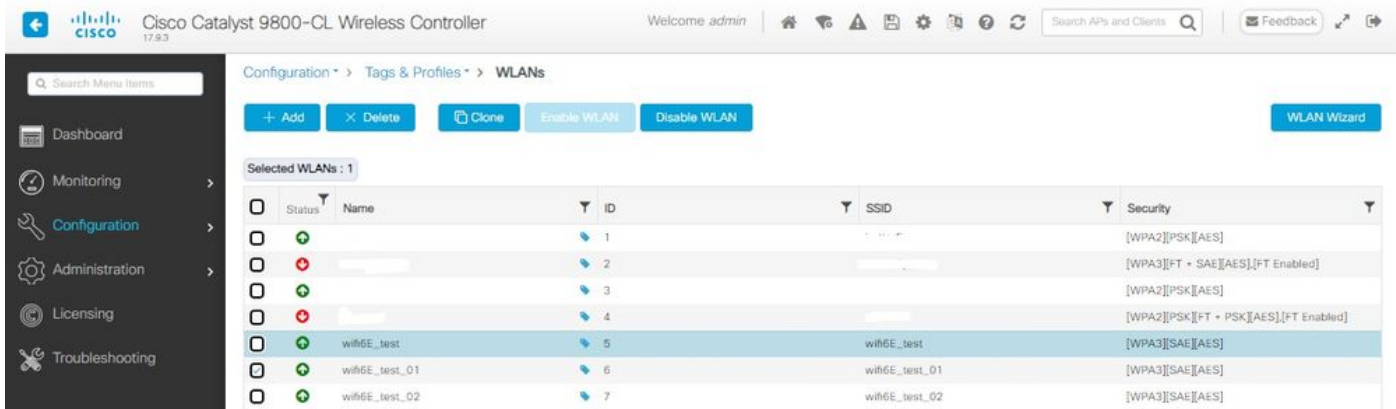 CISCO
Cisco Catalyst 9800-CL Wireless Controller
17.9.3
Welcome admin
Search APs and Clients
Feedback
Search Menu Items
Dashboard
Monitoring
Configuration
Administration
Licensing
Troubleshooting
Configuration > Tags & Profiles > WLANs
+ Add
× Delete
Clone
Enable WLAN
Disable WLAN
WLAN Wizard
Selected WLANs : 1
Status Name ID SSID Security
1 [WPA2][PSK][AES]
2 [WPA3][FT + SAE][AES],[FT Enabled]
3 [WPA2][PSK][AES]
4 [WPA2][PSK][FT + PSK][AES],[FT Enabled]
wifi6E_test 5 wifi6E_test [WPA3][SAE][AES]
wifi6E_test_01 6 wifi6E_test_01 [WPA3][SAE][AES]
wifi6E_test_02 7 wifi6E_test_02 [WPA3][SAE][AES]